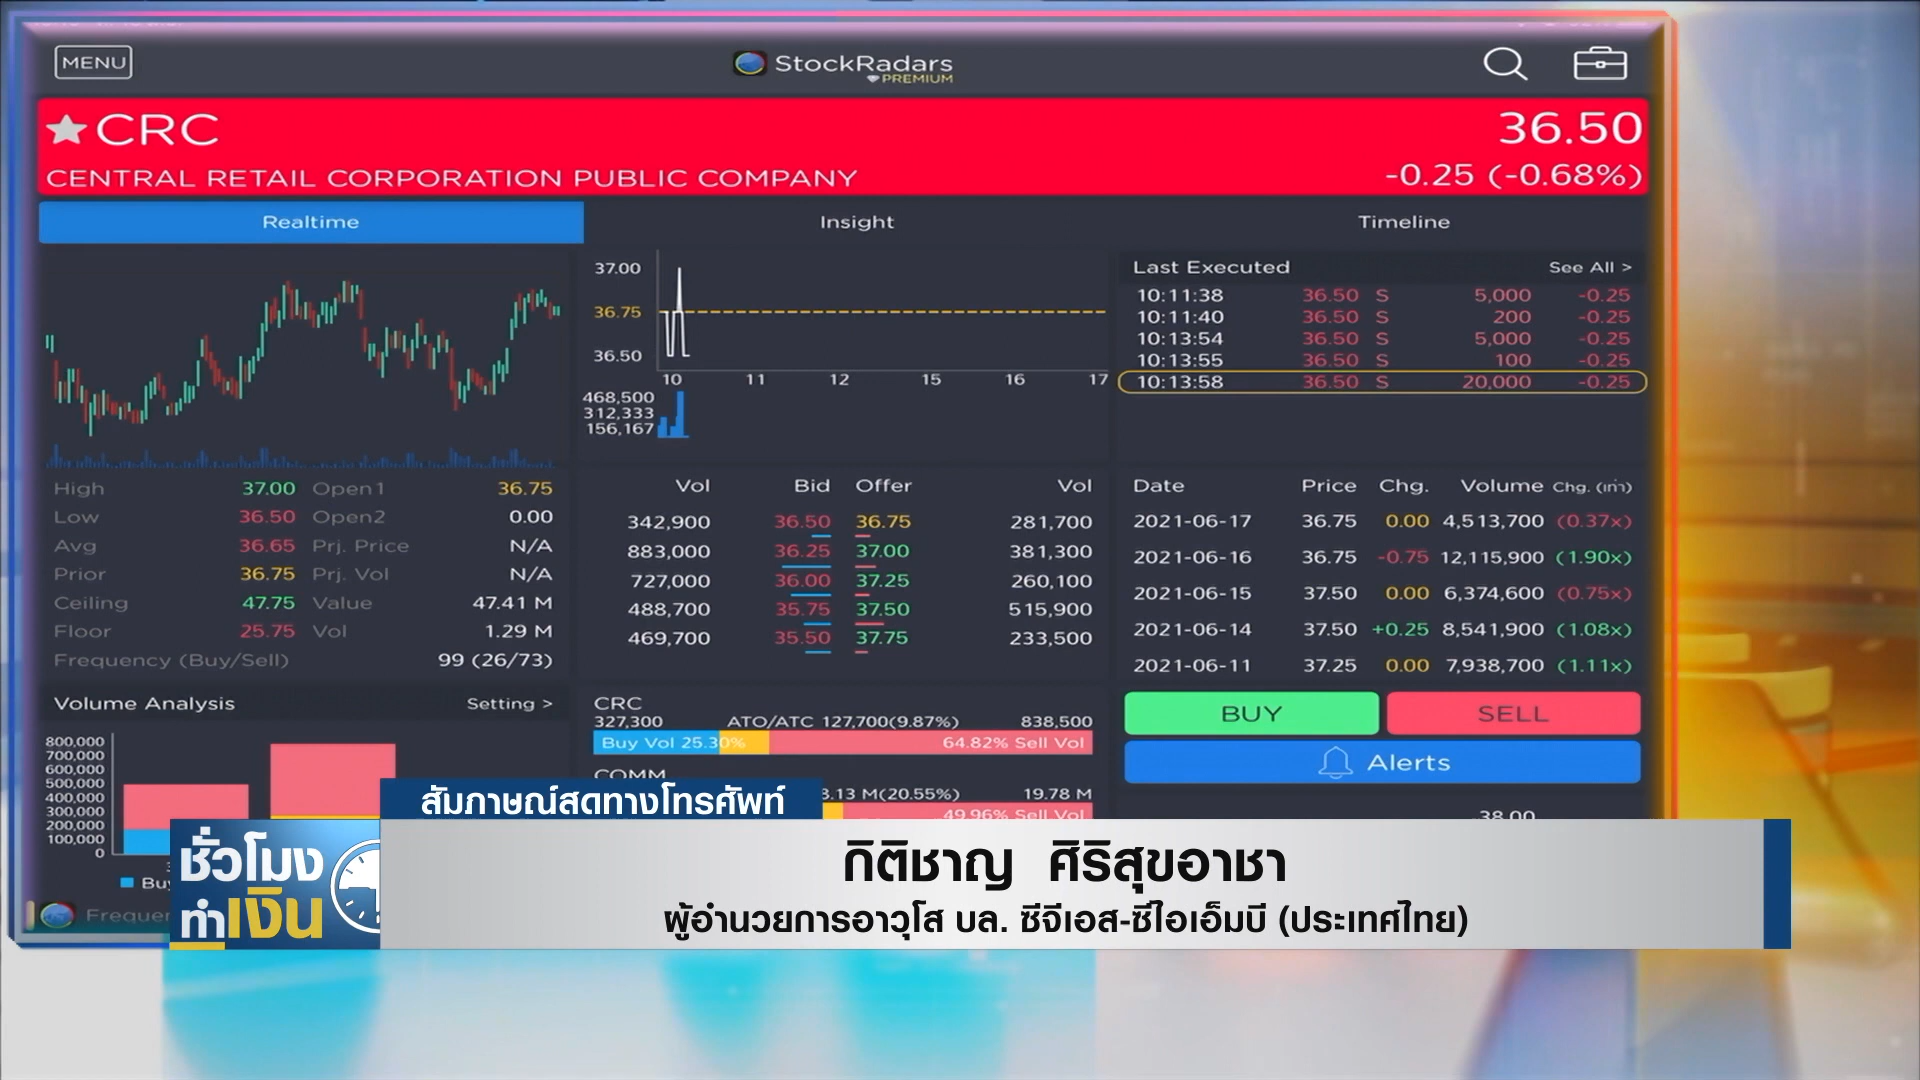 MENU
StockRadars
PREMIUM
CRC
36.50
CENTRAL RETAIL CORPORATION PUBLIC COMPANY
-0.25 (-0.68%)
Realtime
Insight
Timeline
37.00
36.75
36.50
10 11 12 15 16 17
468,500
312,333
156,167
Last Executed See All >
10:11:38 36.50 S 5,000 -0.25
10:11:40 36.50 S 200 -0.25
10:13:54 36.50 S 5,000 -0.25
10:13:55 36.50 S 100 -0.25
10:13:58 36.50 S 20,000 -0.25
High 37.00 Open1 36.75
Low 36.50 Open2 0.00
Avg 36.65 Prj. Price N/A
Prior 36.75 Prj. Vol N/A
Ceiling 47.75 Value 47.41 M
Floor 25.75 Vol 1.29 M
Frequency (Buy/Sell) 99 (26/73)
Vol Bid Offer Vol
342,900 36.50 36.75 281,700
883,000 36.25 37.00 381,300
727,000 36.00 37.25 260,100
488,700 35.75 37.50 515,900
469,700 35.50 37.75 233,500
Date Price Chg. Volume Chg. (เท่า)
2021-06-17 36.75 0.00 4,513,700 (0.37x)
2021-06-16 36.75 -0.75 12,115,900 (1.90x)
2021-06-15 37.50 0.00 6,374,600 (0.75x)
2021-06-14 37.50 +0.25 8,541,900 (1.08x)
2021-06-11 37.25 0.00 7,938,700 (1.11x)
Volume Analysis Setting >
800,000
700,000
600,000
500,000
400,000
300,000
200,000
100,000
0
CRC
327,300 ATO/ATC 127,700(9.87%) 838,500
Buy Vol 25.30% 64.82% Sell Vol
COMM
3.13 M(20.55%) 19.78 M
49.96% Sell Vol
BUY
SELL
Alerts
38.00
สัมภาษณ์สดทางโทรศัพท์
ชั่วโมง
ทำเงิน
กิติชาญ ศิริสุขอาชา
ผู้อำนวยการอาวุโส บล. ซีจีเอส-ซีไอเอ็มบี (ประเทศไทย)